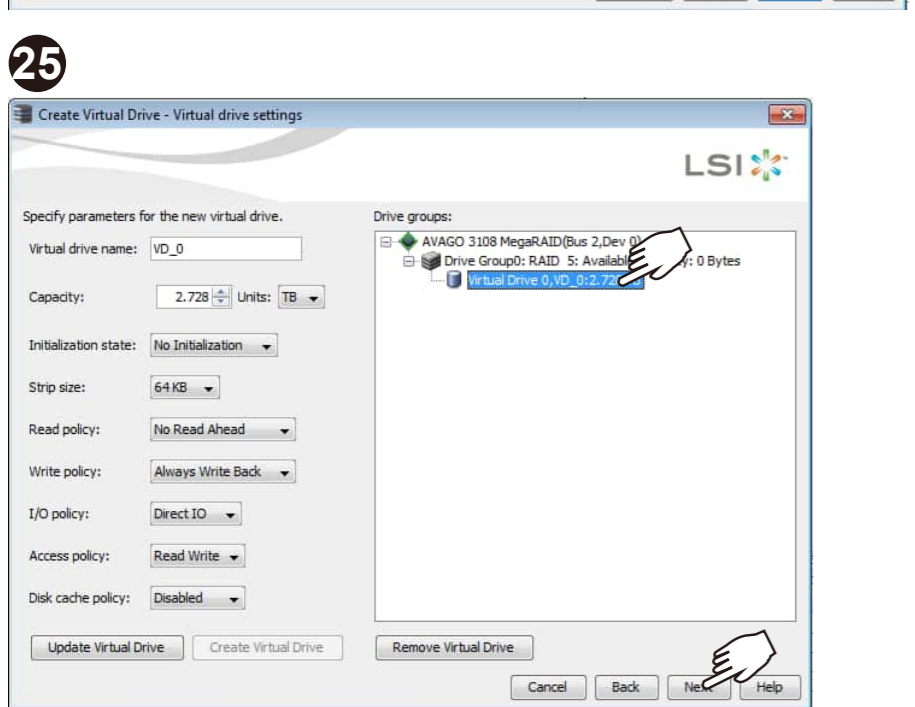 25
Create Virtual Drive - Virtual drive settings
LSI
Specify parameters for the new virtual drive.
Drive groups:
Virtual drive name: VD_0
AVAGO 3108 MegaRAID(Bus 2,Dev 0)
Drive Group0: RAID 5: Available y: 0 Bytes
Virtual Drive 0,VD_0:2.728
Capacity: 2.728 Units: TB
Initialization state: No Initialization
Strip size: 64 KB
Read policy: No Read Ahead
Write policy: Always Write Back
I/O policy: Direct IO
Access policy: Read Write
Disk cache policy: Disabled
Update Virtual Drive Create Virtual Drive Remove Virtual Drive
Cancel Back Next Help